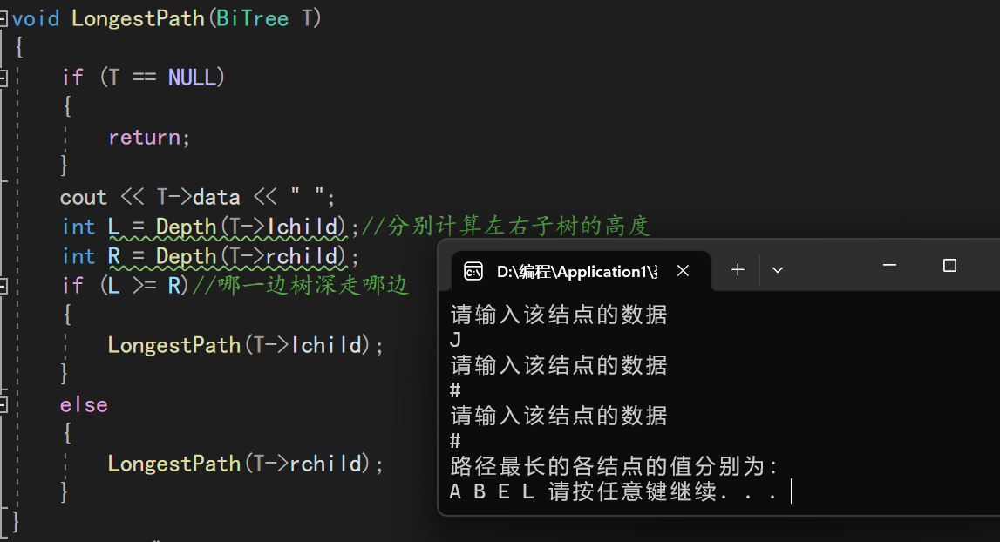 void LongestPath(BiTree T)
{
if (T == NULL)
{
return;
}
cout << T->data << " ";
int L = Depth(T->lchild);//分别计算左右子树的高度
int R = Depth(T->rchild);
if (L >= R)//哪一边树深走哪边
{
LongestPath(T->lchild);
}
else
{
LongestPath(T->rchild);
}
}
D:\编程\Application1\
请输入该结点的数据
J
请输入该结点的数据
#
请输入该结点的数据
#
路径最长的各结点的值分别为:
A B E L 请按任意键继续. . .